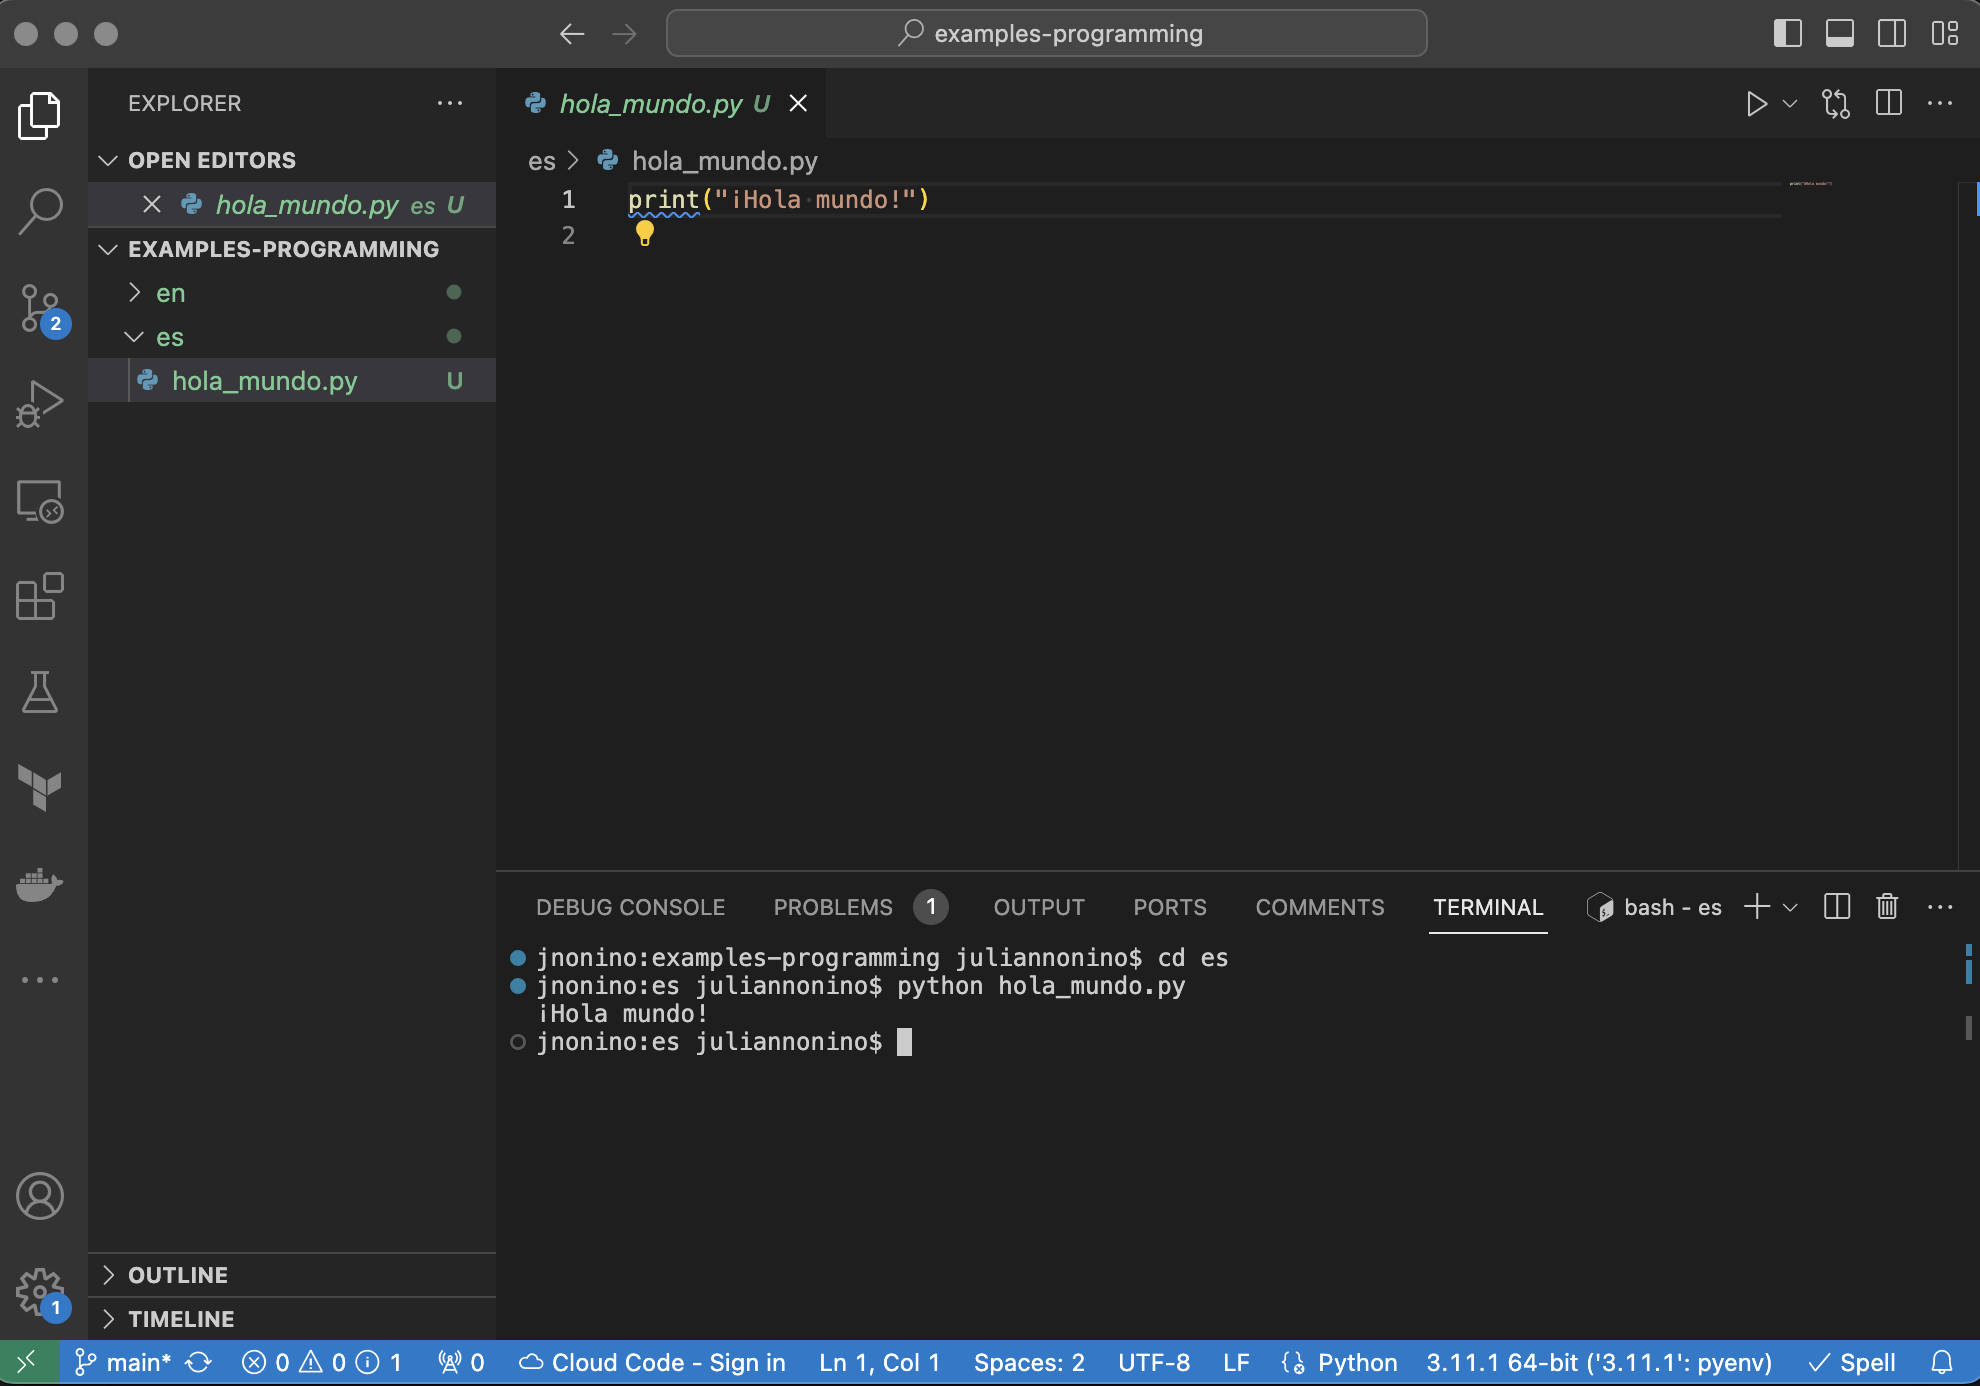 examples-programming
EXPLORER
OPEN EDITORS
hola_mundo.py es U
EXAMPLES-PROGRAMMING
en
es
hola_mundo.py U
OUTLINE
TIMELINE
2
1
hola_mundo.py U
es > hola_mundo.py
1 print("¡Hola mundo!")
2
DEBUG CONSOLE PROBLEMS 1 OUTPUT PORTS COMMENTS TERMINAL bash - es
jnonino:examples-programming juliannonino$ cd es
jnonino:es juliannonino$ python hola_mundo.py
¡Hola mundo!
jnonino:es juliannonino$
main* 0 0 1 0 Cloud Code - Sign in Ln 1, Col 1 Spaces: 2 UTF-8 LF Python 3.11.1 64-bit ('3.11.1': pyenv) Spell